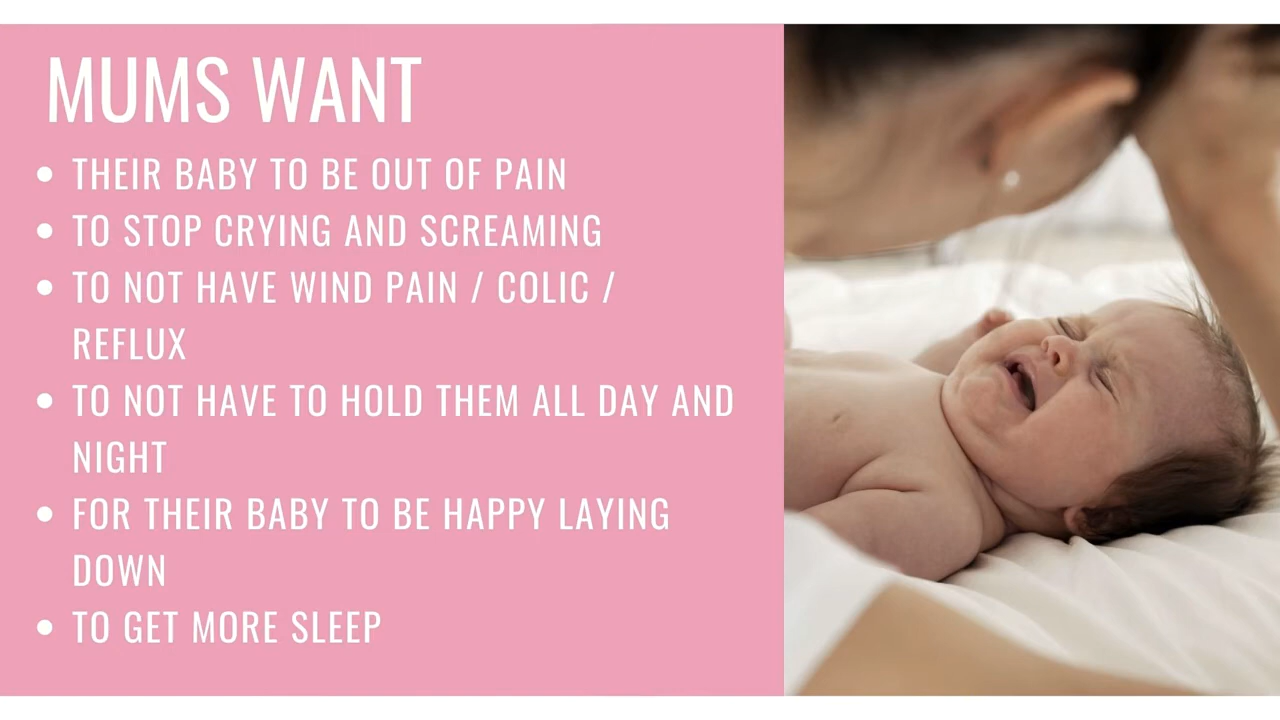 MUMS WANT
• THEIR BABY TO BE OUT OF PAIN
• TO STOP CRYING AND SCREAMING
• TO NOT HAVE WIND PAIN / COLIC /
REFLUX
• TO NOT HAVE TO HOLD THEM ALL DAY AND
NIGHT
• FOR THEIR BABY TO BE HAPPY LAYING
DOWN
• TO GET MORE SLEEP